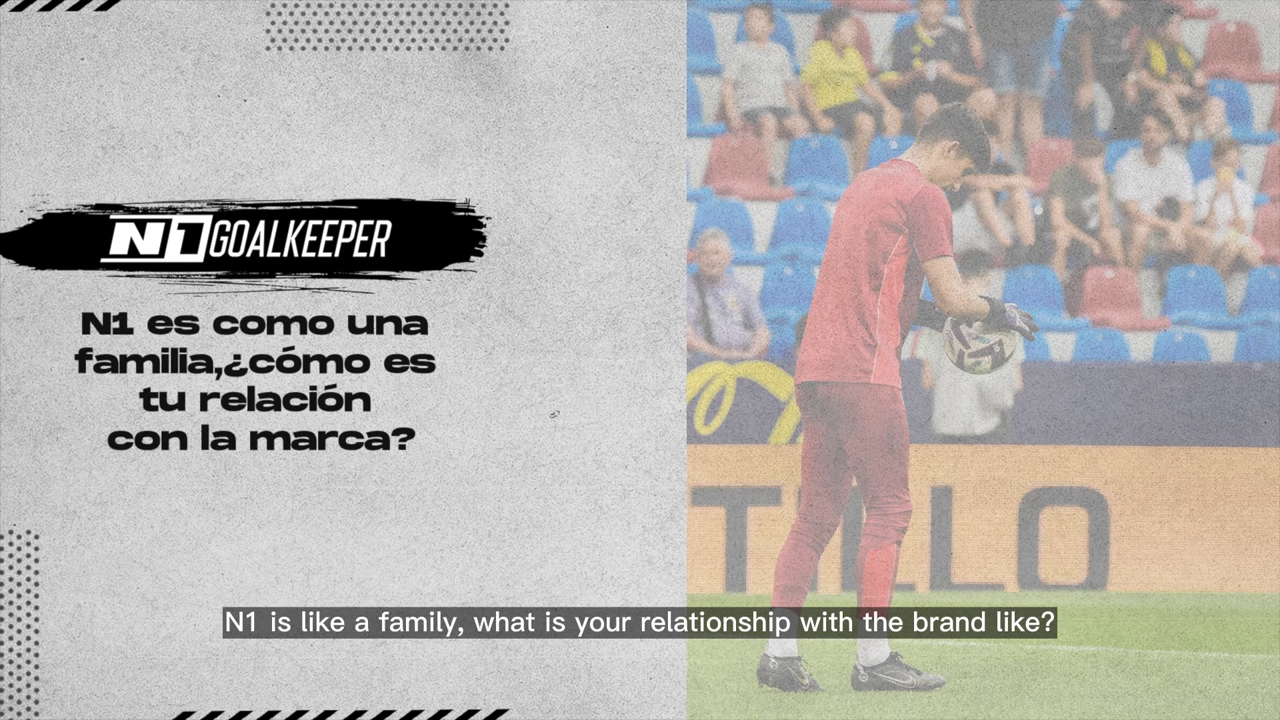 N1 GOALKEEPER
N1 es como una
familia,¿cómo es
tu relación
con la marca?
TILLO
N1 is like a family, what is your relationship with the brand like?